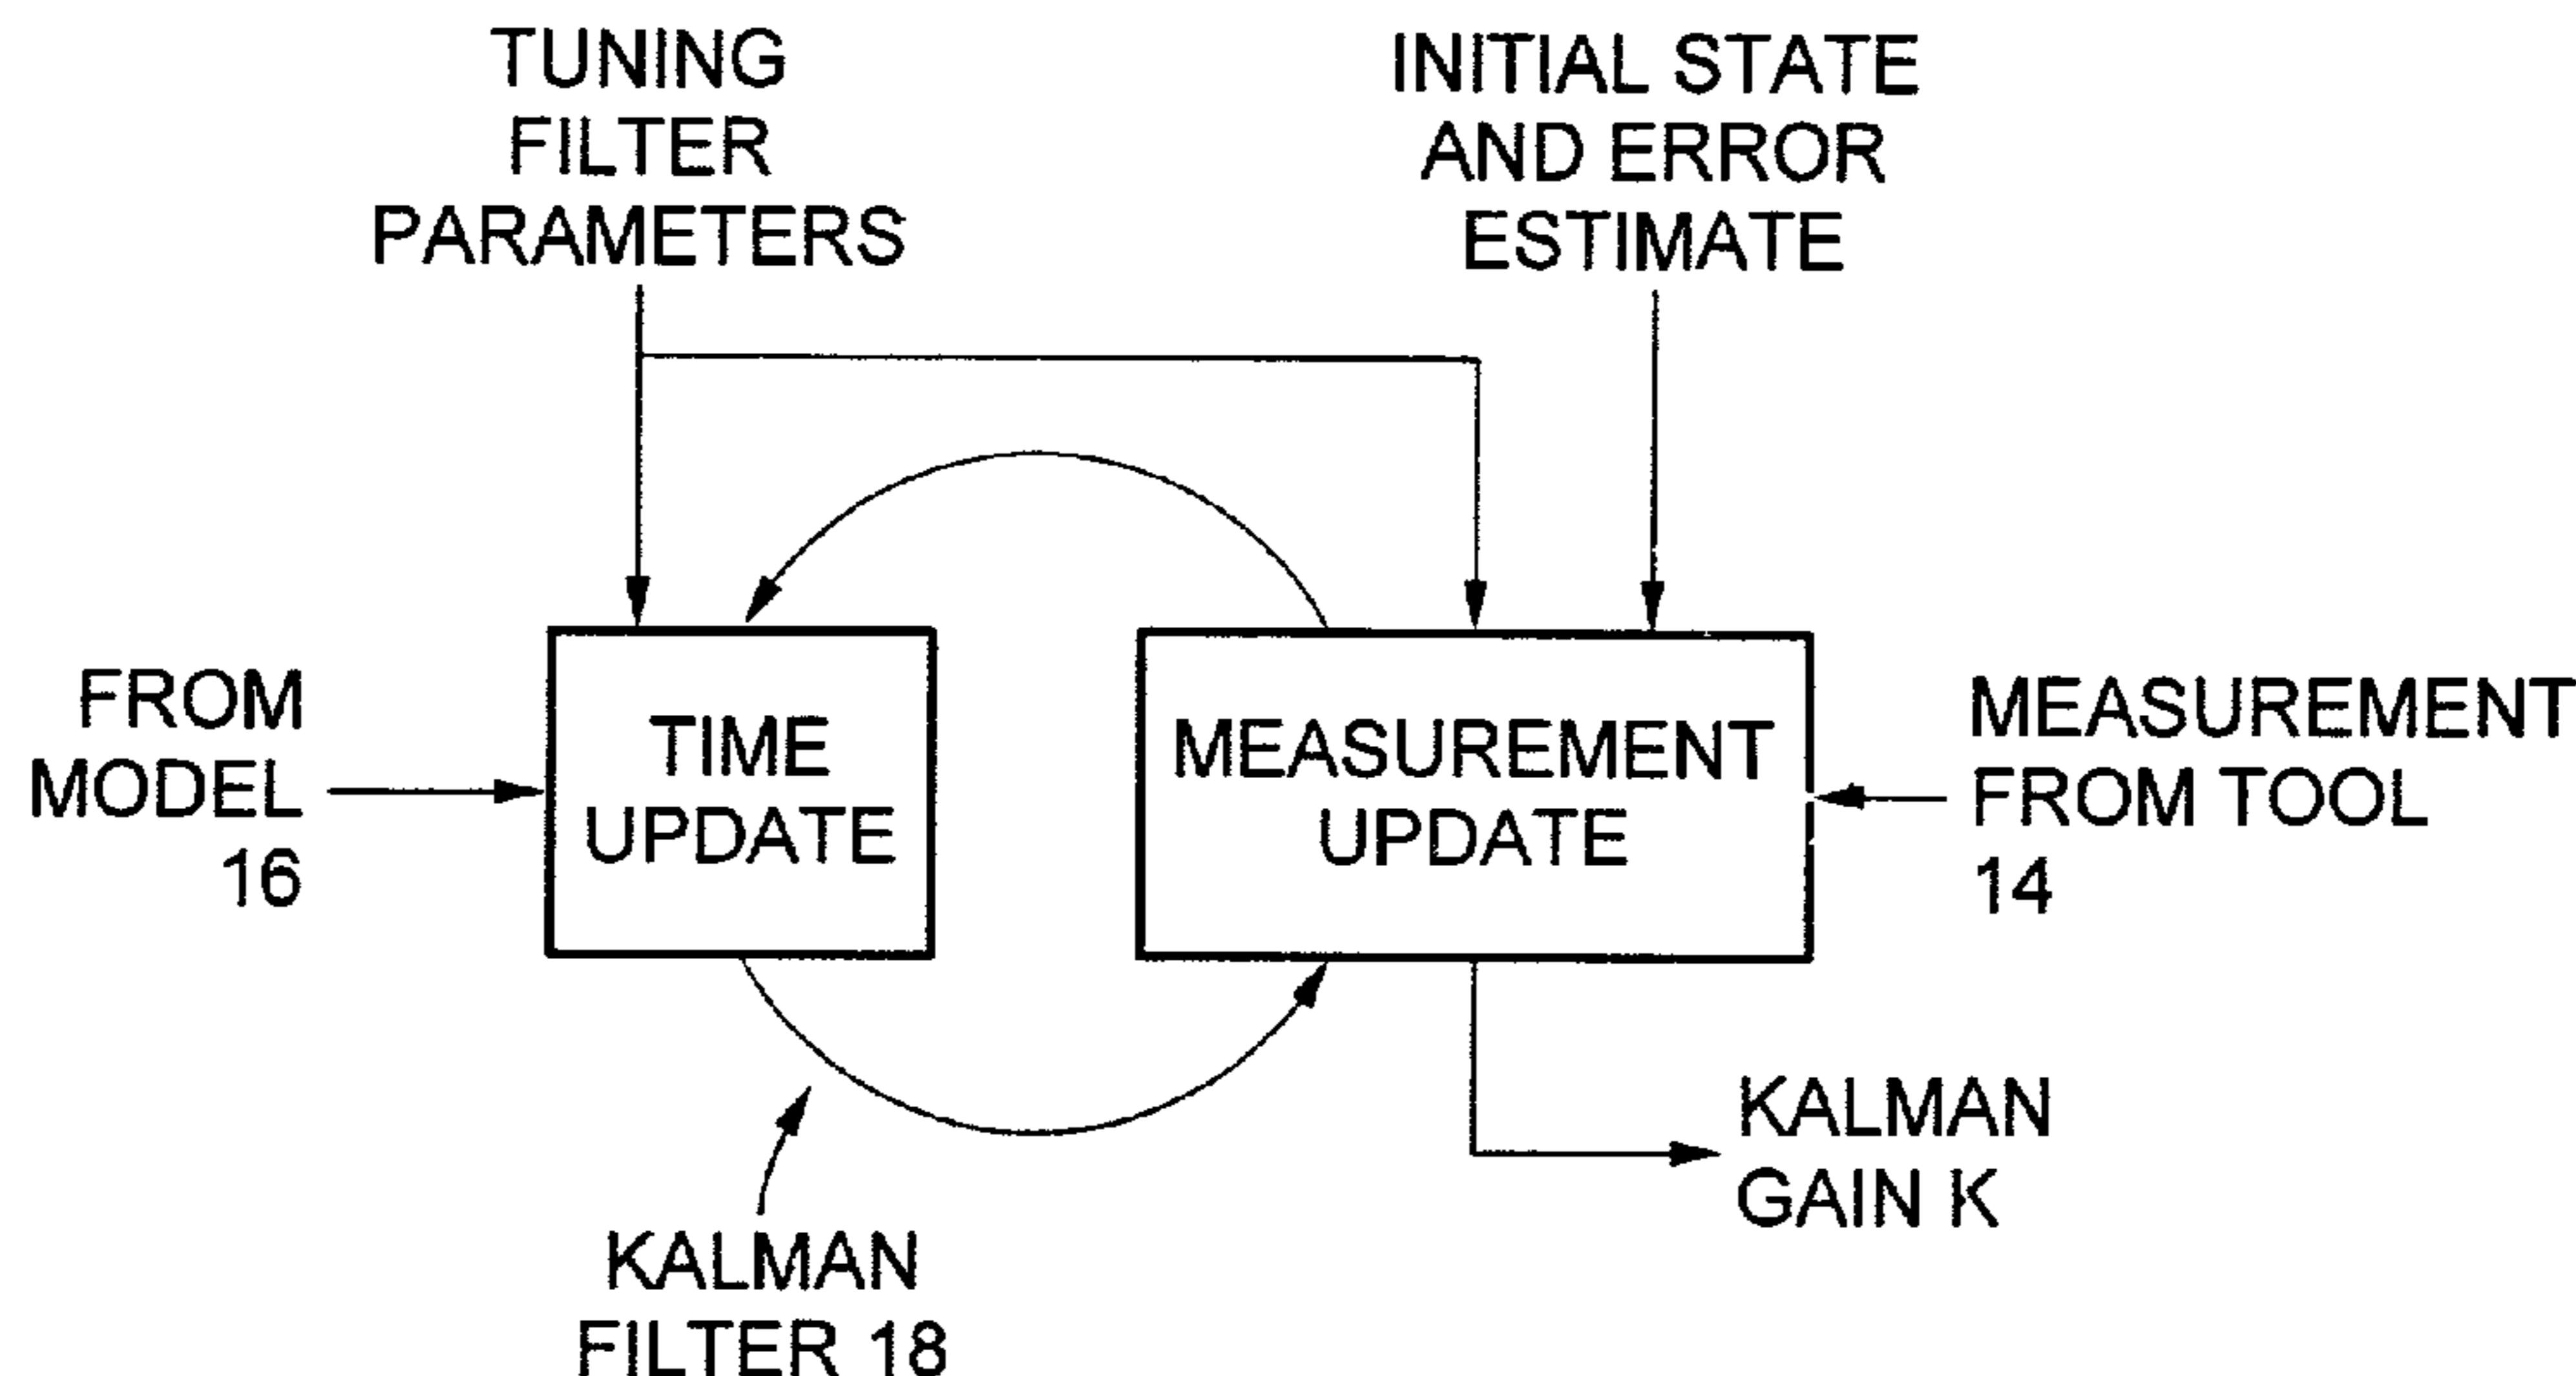 TUNING
FILTER
PARAMETERS
INITIAL STATE
AND ERROR
ESTIMATE
FROM
MODEL
16
TIME
UPDATE
MEASUREMENT
UPDATE
MEASUREMENT
FROM TOOL
14
KALMAN
GAIN K
KALMAN
FILTER 18